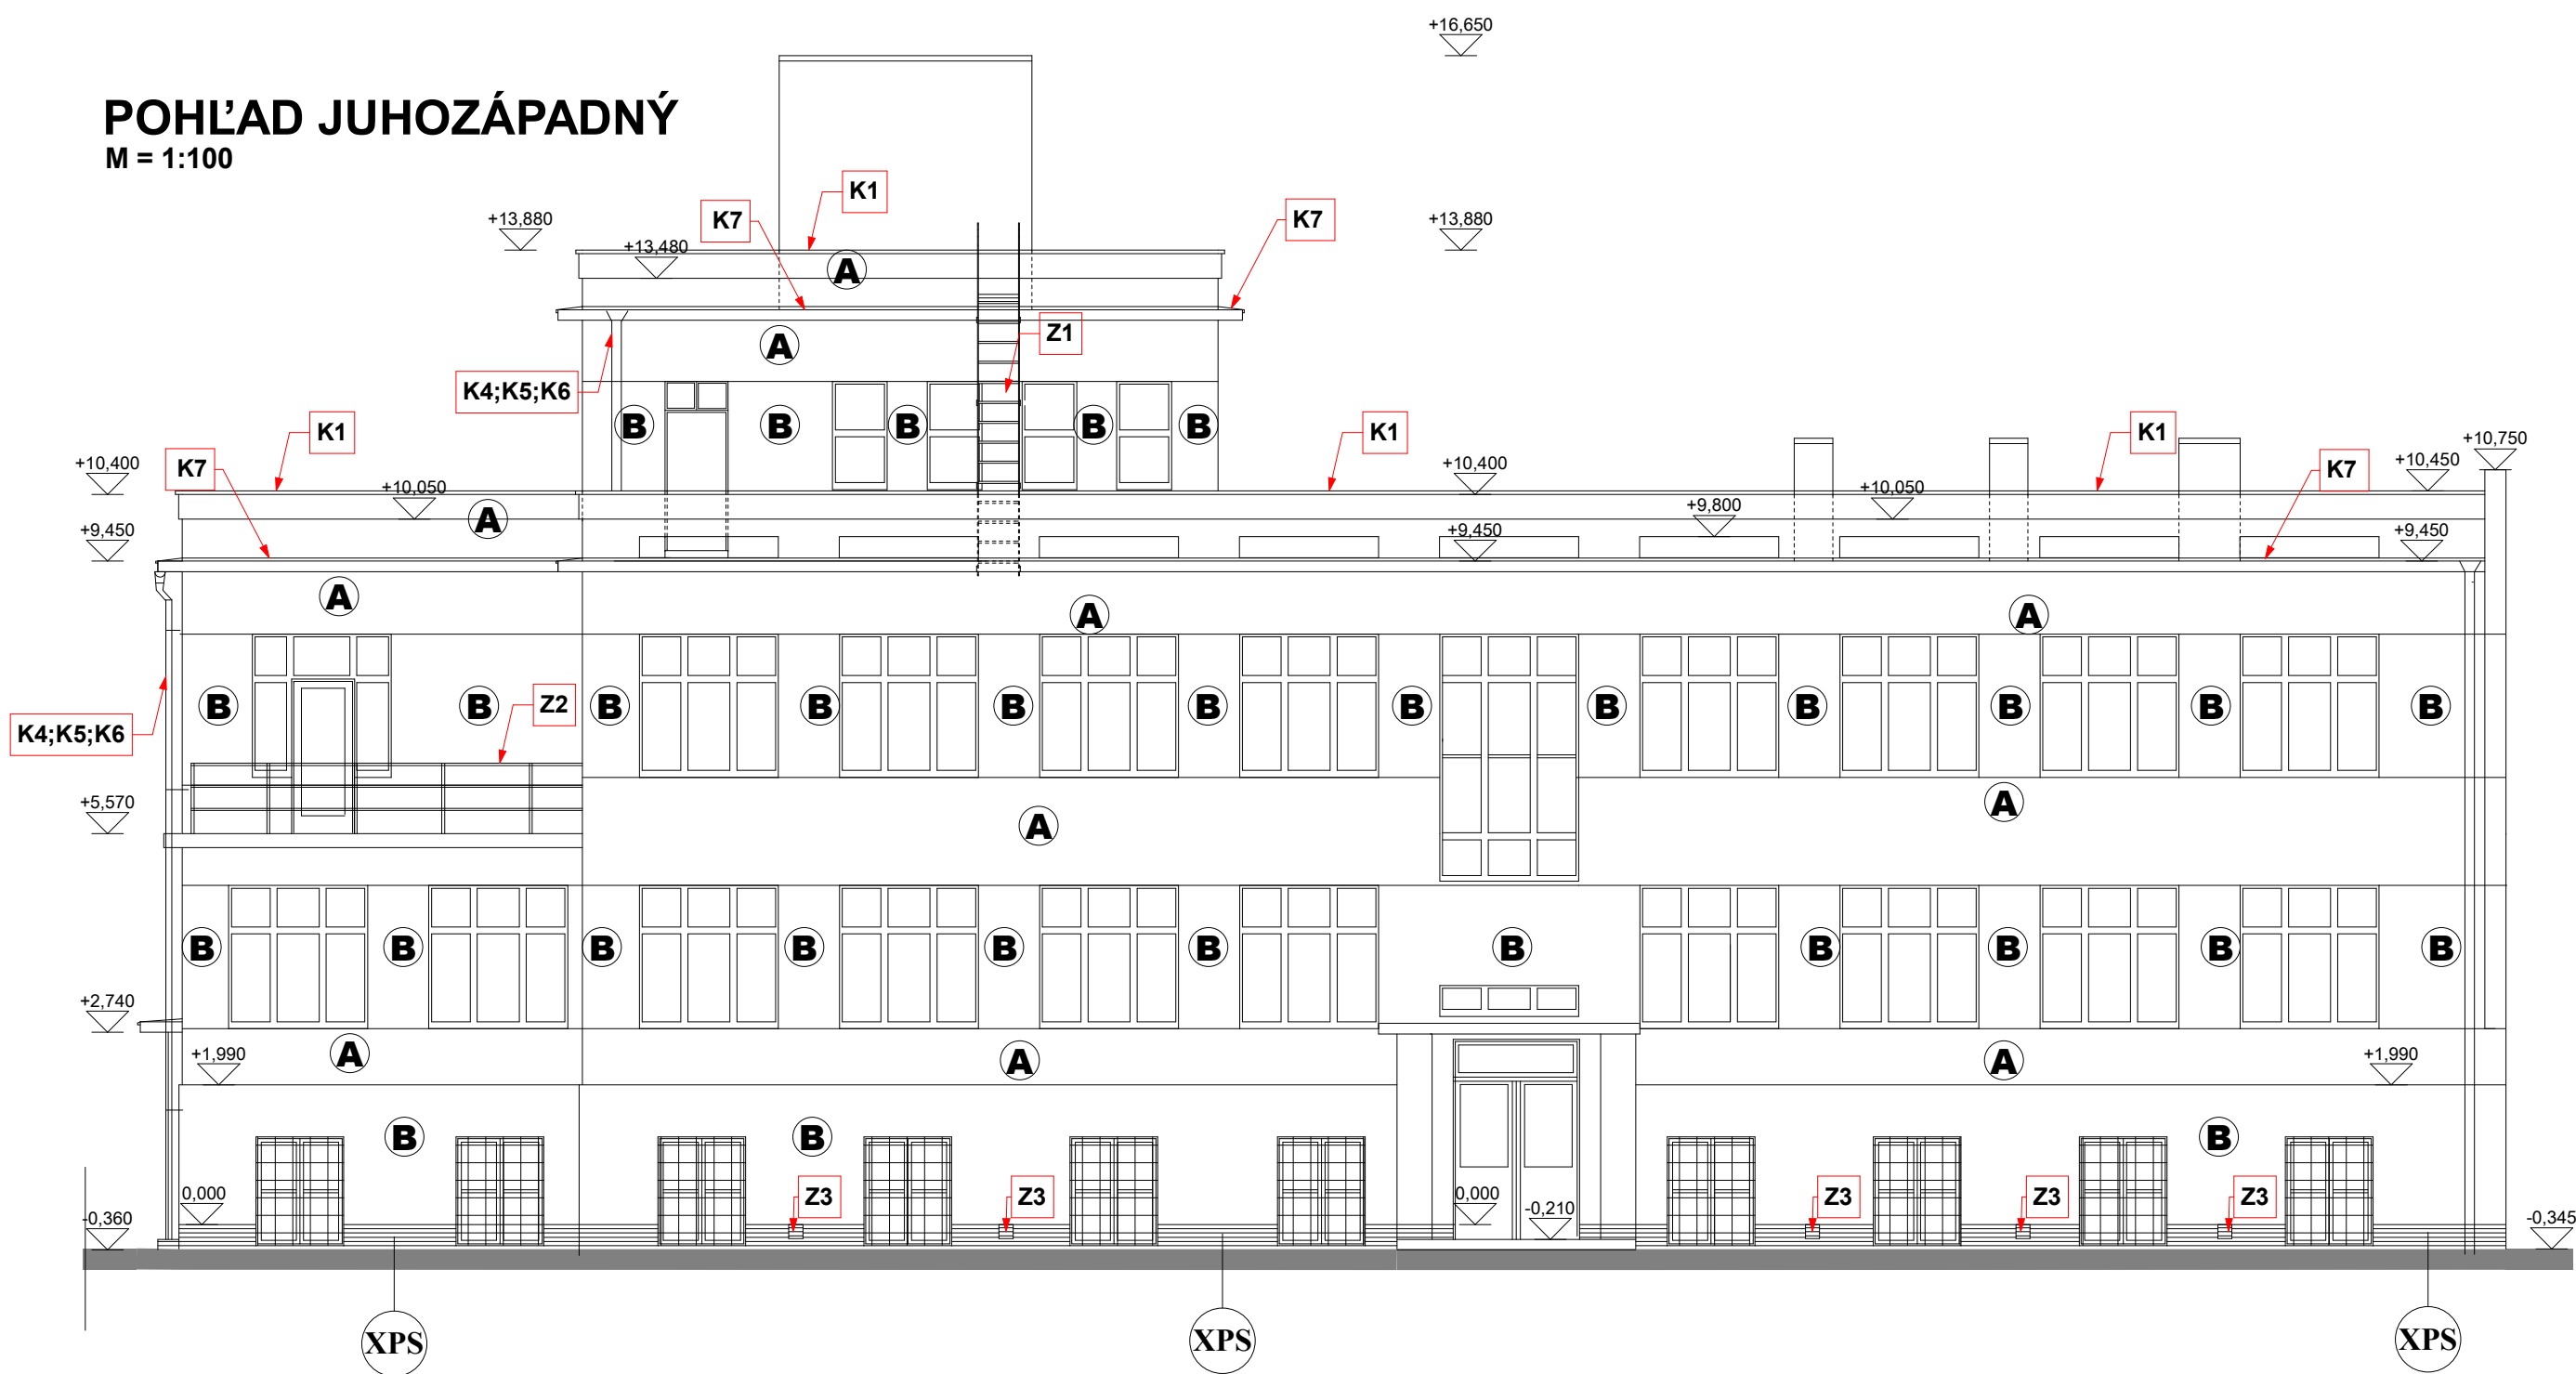 +16,650
POHĽAD JUHOZÁPADNÝ
M = 1:100
K1
K7
K7
+13,880
+13,880
+13,480
A
Z1
A
K4;K5;K6
B
B
B
B
B
K1
K1
K1
+10,750
K7
+10,400
+10,400
+10,450
K7
+10,050
+10,050
A
+9,800
+9,450
+9,450
+9,450
A
A
A
B
B
Z2
B
B
B
B
B
B
B
B
B
B
K4;K5;K6
+5,570
A
A
B
B
B
B
B
B
B
B
B
B
B
+2,740
+1,990
A
A
A
+1,990
B
B
B
0,000
Z3
Z3
0,000
-0,210
Z3
Z3
Z3
-0,360
-0,345
XPS
XPS
XPS